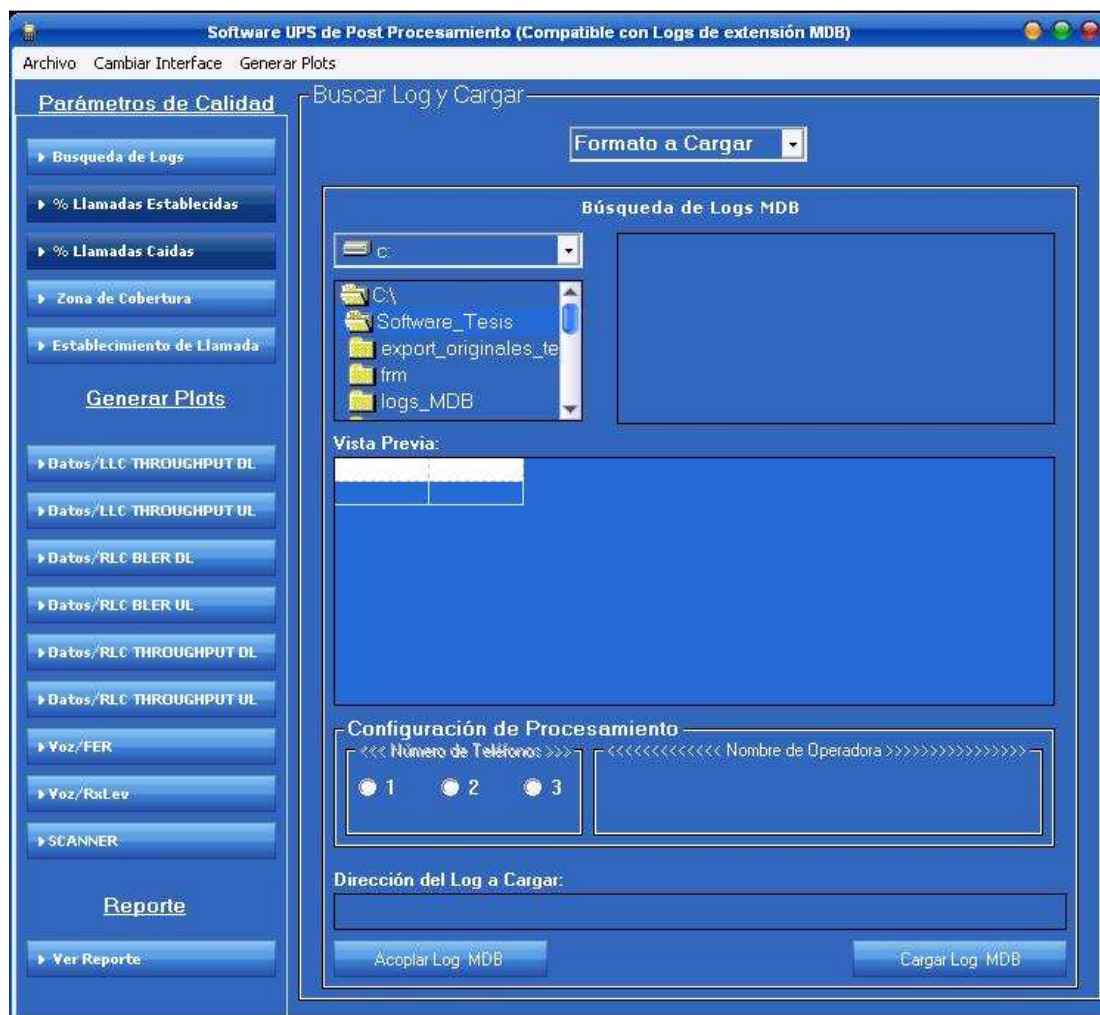 Software UPS de Post Procesamiento (Compatible con Logs de extensión MDB)
Archivo Cambiar Interface Generar Plots
Parámetros de Calidad
Busqueda de Logs
% Llamadas Establecidas
% Llamadas Caidas
Zona de Cobertura
Establecimiento de Llamada
Generar Plots
Datos/LLC THROUGHPUT DL
Datos/LLC THROUGHPUT UL
Datos/RLC BLER DL
Datos/RLC BLER UL
Datos/RLC THROUGHPUT DL
Datos/RLC THROUGHPUT UL
Voz/FER
Voz/RxLev
SCANNER
Reporte
Ver Reporte
Buscar Log y Cargar
Formato a Cargar
Búsqueda de Logs MDB
c:
C:\
Software_Tesis
export_originales_te
frm
logs_MDB
Vista Previa:
Configuración de Procesamiento
<<< Número de Teléfonos >>>
1 2 3
<<<<<<<<<<<<< Nombre de Operadora >>>>>>>>>>>>>>>>
Dirección del Log a Cargar:
Acoplar Log MDB
Cargar Log MDB